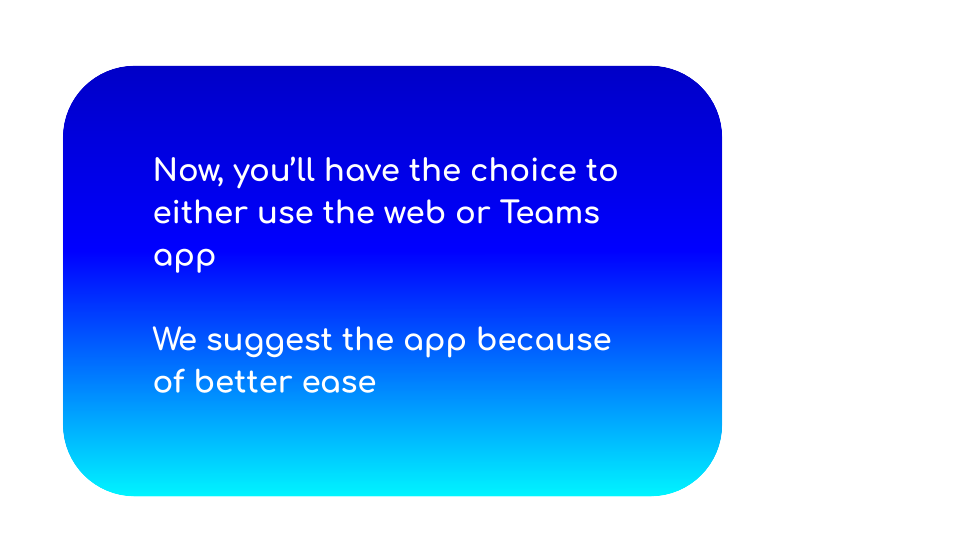 Now, you’ll have the choice to
either use the web or Teams
app
We suggest the app because
of better ease